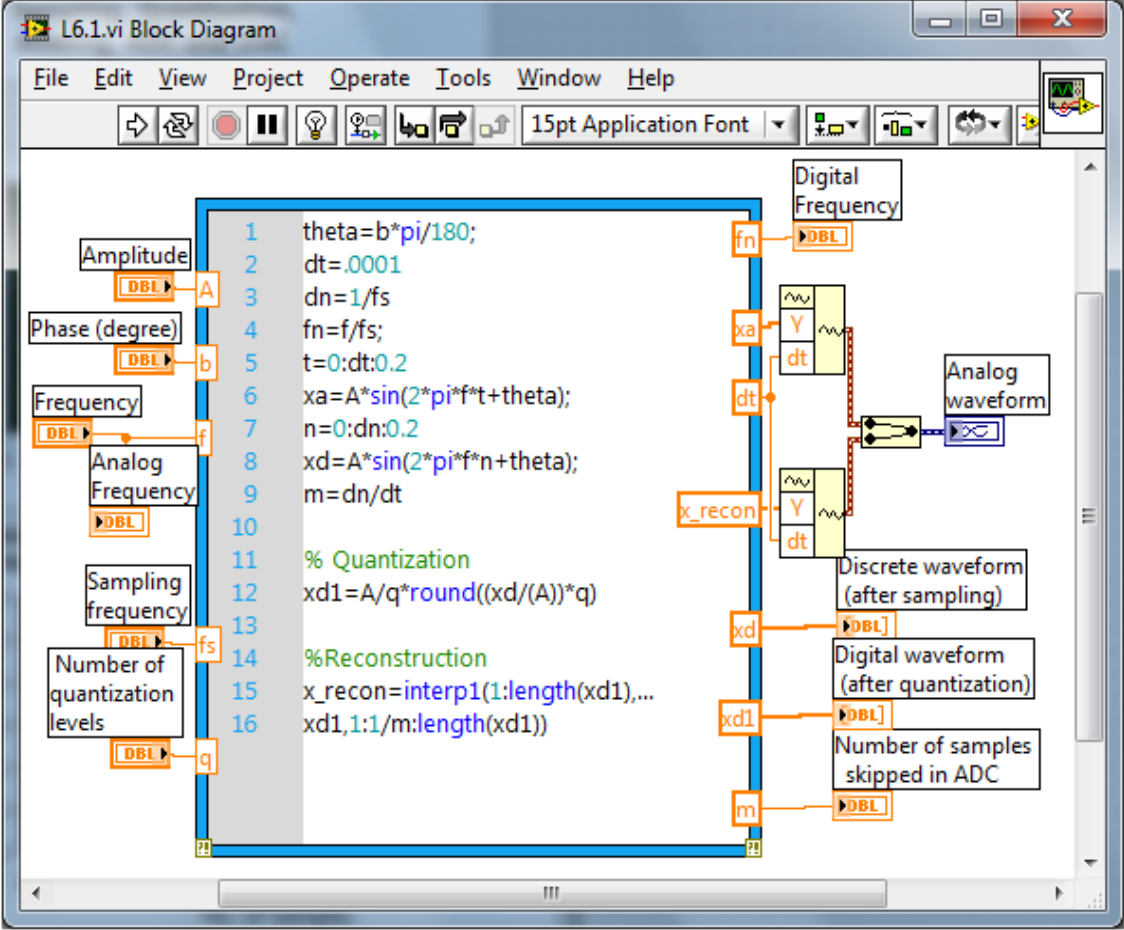 L6.1.vi Block Diagram
File Edit View Project Operate Tools Window Help
15pt Application Font
Amplitude
DBL
A
Phase (degree)
DBL
b
Frequency
DBL
f
Analog
Frequency
DBL
Sampling
frequency
DBL
fs
Number of
quantization
levels
DBL
q
1 theta=b*pi/180;
2 dt=.0001
3 dn=1/fs
4 fn=f/fs;
5 t=0:dt:0.2
6 xa=A*sin(2*pi*f*t+theta);
7 n=0:dn:0.2
8 xd=A*sin(2*pi*f*n+theta);
9 m=dn/dt
10
11 % Quantization
12 xd1=A/q*round((xd/(A))*q)
13
14 %Reconstruction
15 x_recon=interp1(1:length(xd1),...
16 xd1,1:1/m:length(xd1))
fn
Digital
Frequency
DBL
xa
Y
dt
dt
Analog
waveform
x_recon
Y
dt
Discrete waveform
(after sampling)
xd
DBL
Digital waveform
(after quantization)
xd1
DBL
Number of samples
skipped in ADC
m
DBL